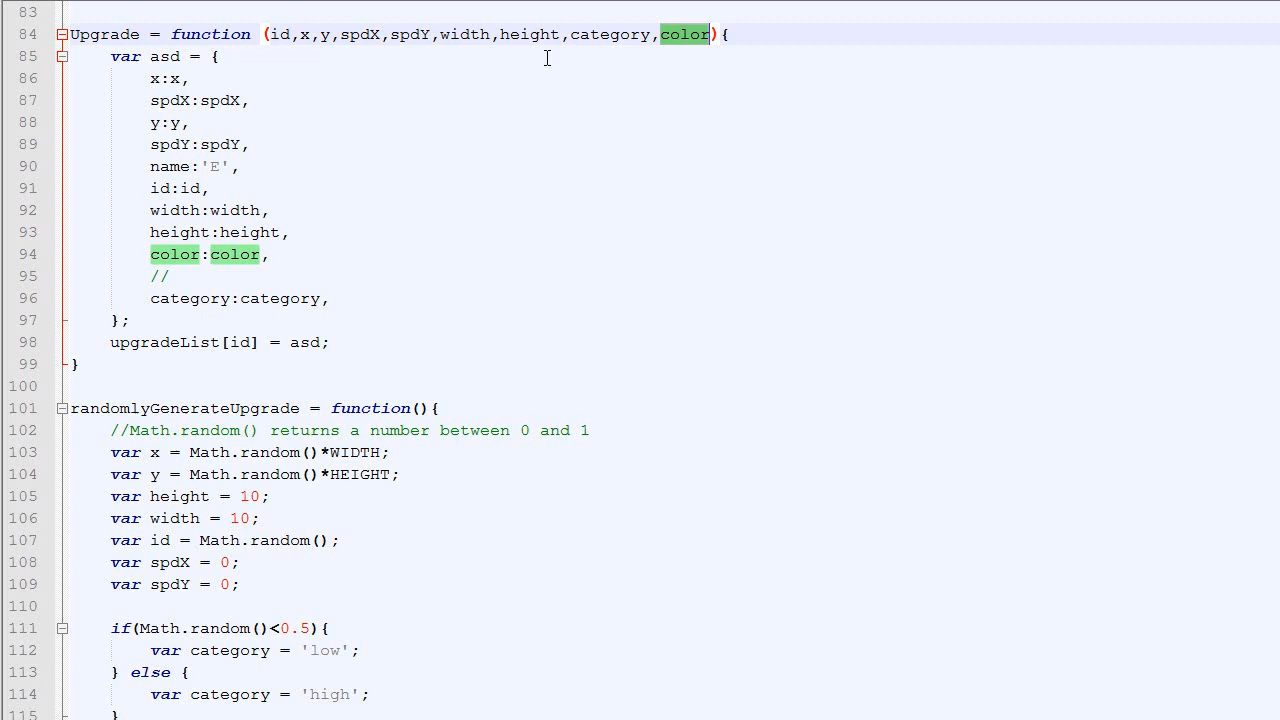 83
84 Upgrade = function (id,x,y,spdX,spdY,width,height,category,color){
85     var asd = {
86         x:x,
87         spdX:spdX,
88         y:y,
89         spdY:spdY,
90         name:'E',
91         id:id,
92         width:width,
93         height:height,
94         color:color,
95         //
96         category:category,
97     };
98     upgradeList[id] = asd;
99 }
100
101 randomlyGenerateUpgrade = function(){
102     //Math.random() returns a number between 0 and 1
103     var x = Math.random()*WIDTH;
104     var y = Math.random()*HEIGHT;
105     var height = 10;
106     var width = 10;
107     var id = Math.random();
108     var spdX = 0;
109     var spdY = 0;
110
111     if(Math.random()<0.5){
112         var category = 'low';
113     } else {
114         var category = 'high';
115     }